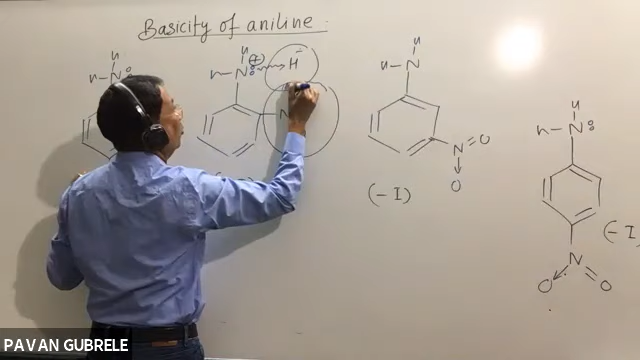 Basicity of aniline :
H
H - N
H
H - N
(+)
H
-
N
(- I)
H
H - N
N
O
O
(- I)
H
H - N
(- I
N
O
O
PAVAN GUBRELE